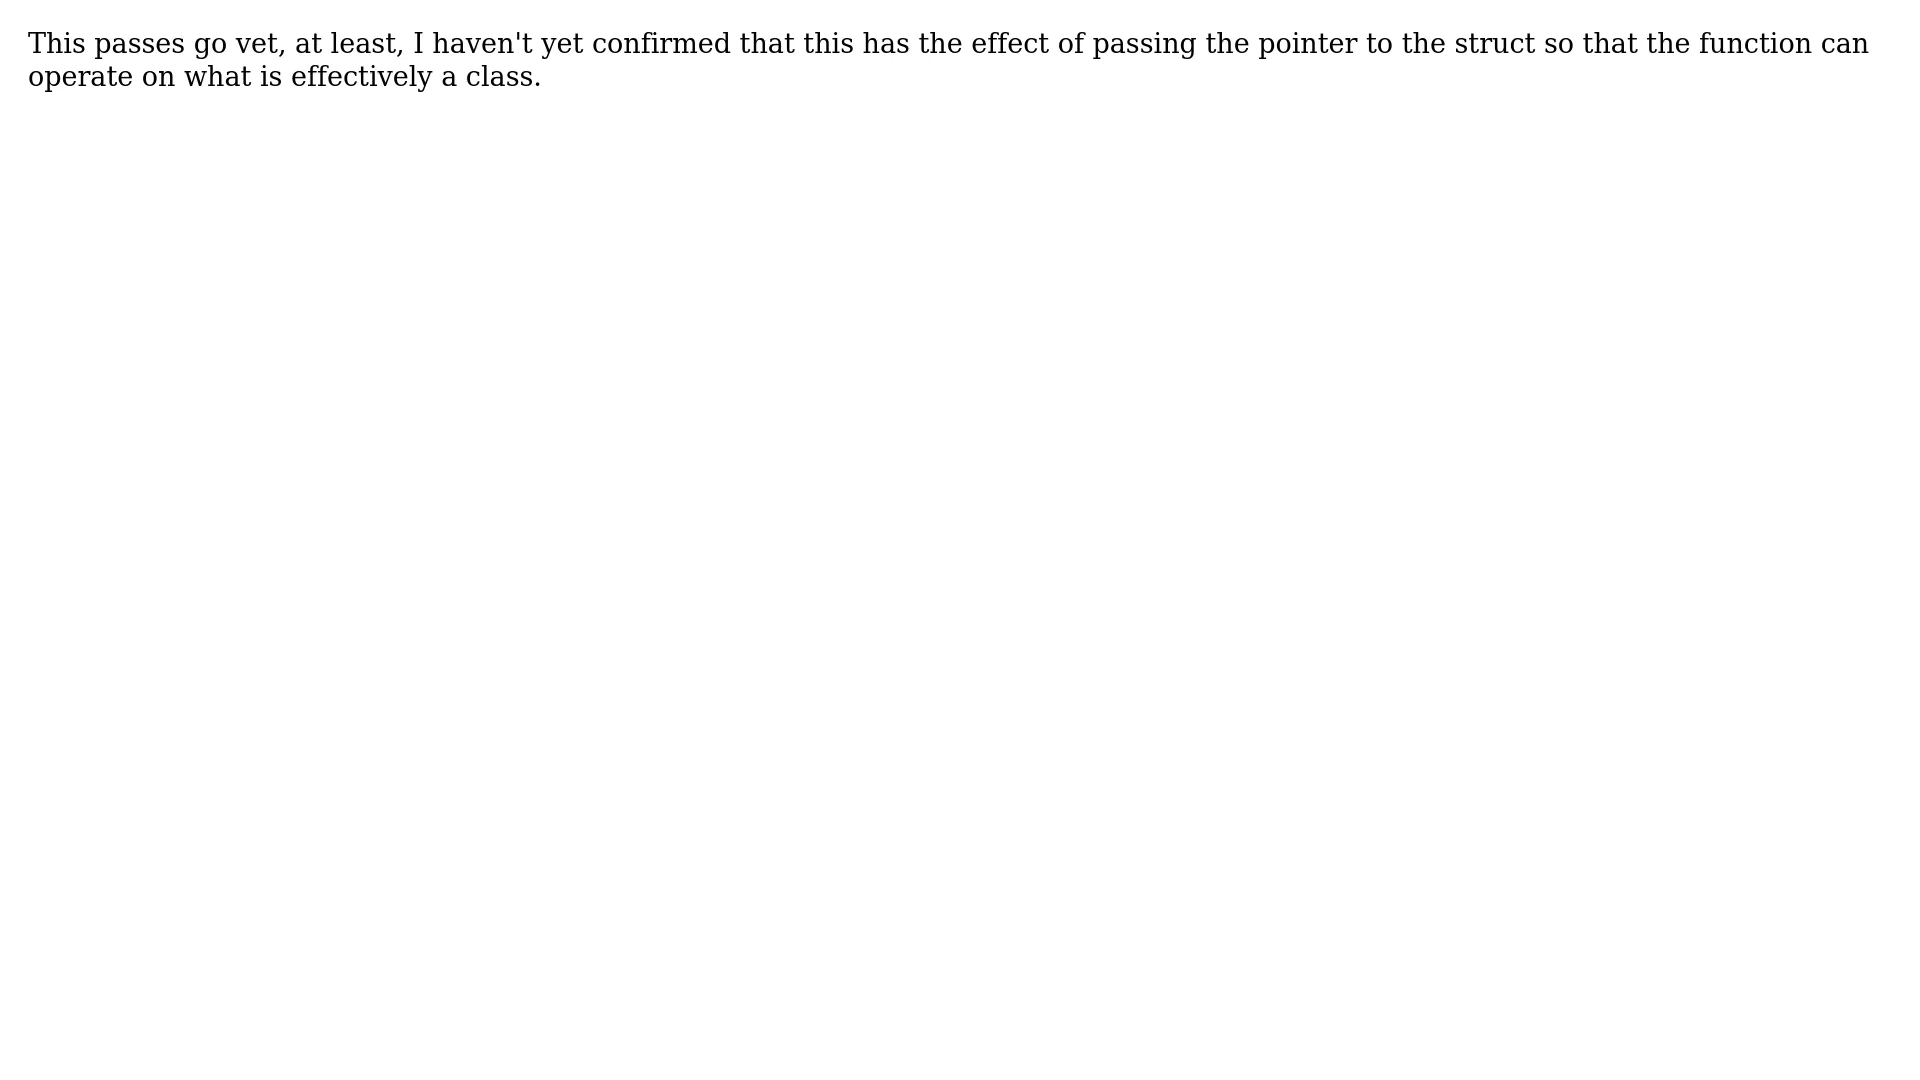 This passes go vet, at least, I haven't yet confirmed that this has the effect of passing the pointer to the struct so that the function can
operate on what is effectively a class.